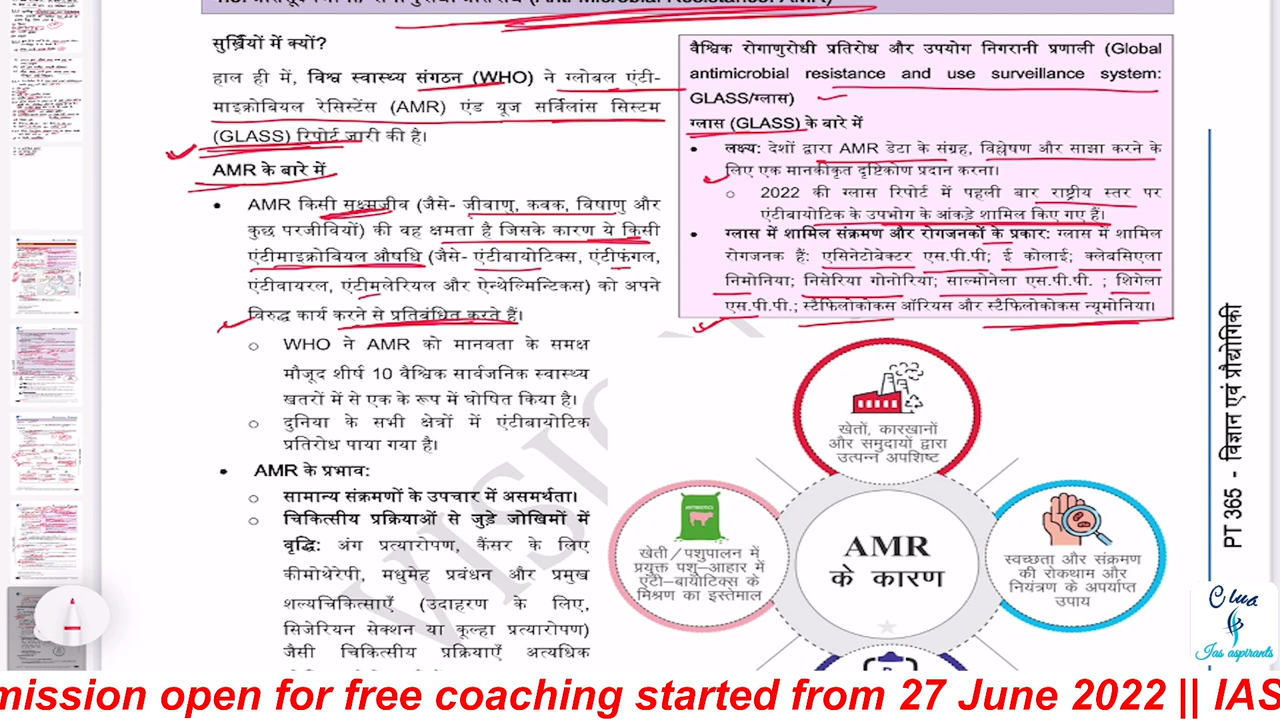 (Anti-Microbial Resistance: AMR)
सुर्ख़ियों में क्यों?
हाल ही में, विश्व स्वास्थ्य संगठन (WHO) ने ग्लोबल एंटी-
माइक्रोबियल रेसिस्टेंस (AMR) एंड यूज सर्विलांस सिस्टम
(GLASS) रिपोर्ट जारी की है।
AMR के बारे में
• AMR किसी सूक्ष्मजीव (जैसे- जीवाणु, कवक, विषाणु और
कुछ परजीवियों) की वह क्षमता है जिसके कारण ये किसी
एंटीमाइक्रोवियल औषधि (जैसे- एंटीबायोटिक्स, एंटीफंगल,
एंटीवायरल, एंटीमलेरियल और ऐन्थेल्मिन्टिकस) को अपने
विरुद्ध कार्य करने से प्रतिबंधित करते हैं।
○ WHO ने AMR को मानवता के समक्ष
मौजूद शीर्ष 10 वैश्विक सार्वजनिक स्वास्थ्य
खतरों में से एक के रूप में घोषित किया है।
○ दुनिया के सभी क्षेत्रों में एंटीबायोटिक
प्रतिरोध पाया गया है।
• AMR के प्रभाव:
○ सामान्य संक्रमणों के उपचार में असमर्थता।
○ चिकित्सीय प्रक्रियाओं से जुड़े जोखिमों में
वृद्धि: अंग प्रत्यारोपण, कैंसर के लिए
कीमोथेरपी, मधुमेह प्रबंधन और प्रमुख
शल्यचिकित्साएँ (उदाहरण के लिए,
सिजेरियन सेक्शन या कूल्हा प्रत्यारोपण)
जैसी चिकित्सीय प्रक्रियाएँ अत्यधिक
वैश्विक रोगाणुरोधी प्रतिरोध और उपयोग निगरानी प्रणाली (Global
antimicrobial resistance and use surveillance system:
GLASS/ग्लास)
ग्लास (GLASS) के बारे में
• लक्ष्य: देशों द्वारा AMR डेटा के संग्रह, विश्लेषण और साझा करने के
लिए एक मानकीकृत दृष्टिकोण प्रदान करना।
○ 2022 की ग्लास रिपोर्ट में पहली बार राष्ट्रीय स्तर पर
एंटीबायोटिक के उपभोग के आंकड़े शामिल किए गए हैं।
• ग्लास में शामिल संक्रमण और रोगजनकों के प्रकार: ग्लास में शामिल
रोगजनक हैं: एसिनेटोबेक्टर एस.पी.पी; ई कोलाई; क्लेबसिएला
निमोनिया; निसेरिया गोनोरिया; साल्मोनेला एस.पी.पी. ; शिगेला
एस.पी.पी.; स्टैफिलोकोकस ऑरियस और स्टैफिलोकोकस न्यूमोनिया।
खेतों, कारखानों
और समुदायों द्वारा
उत्पन्न अपशिष्ट
खेती/पशुपालन में
प्रयुक्त पशु-आहार में
एंटी-बायोटिक्स के
मिश्रण का इस्तेमाल
AMR
के कारण
स्वच्छता और संक्रमण
की रोकथाम और
नियंत्रण के अपर्याप्त
उपाय
ANTIBIOTICS
PT 365 - विज्ञान एवं प्रौद्योगिकी
Ias aspirants
mission open for free coaching started from 27 June 2022 || IAS